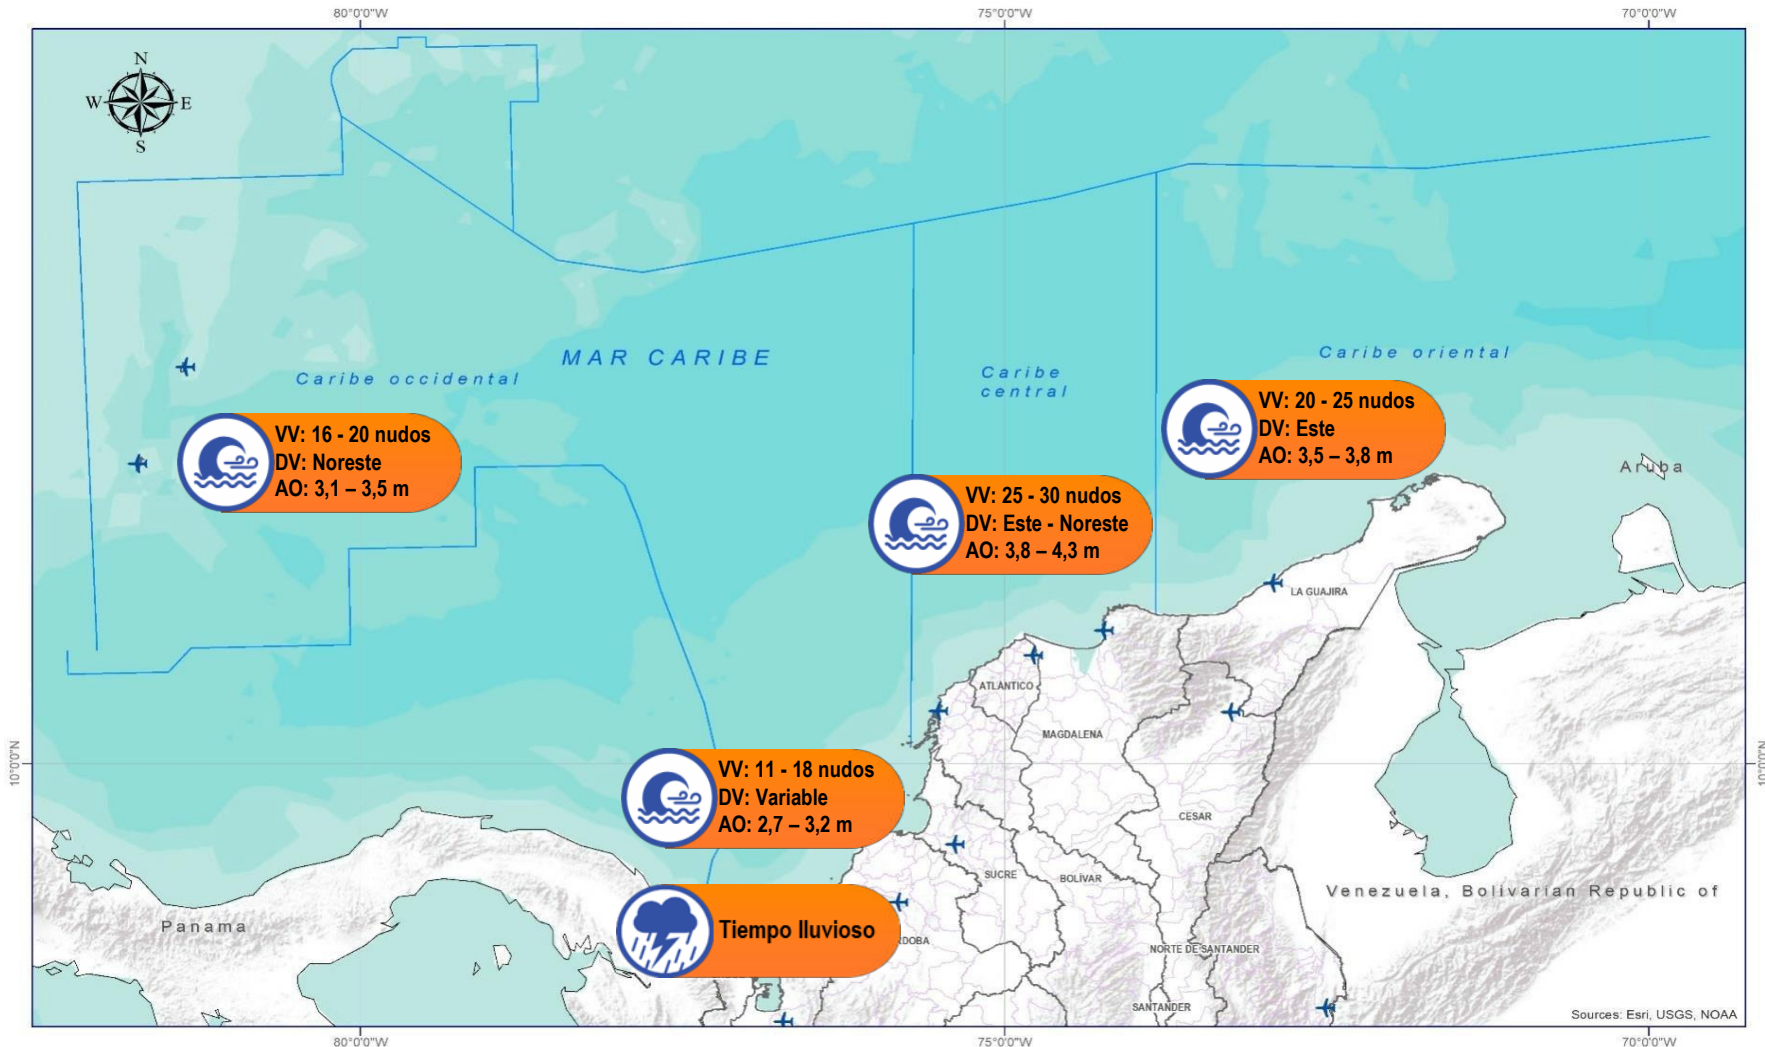 80°0'0"W
75°0'0"W
70°0'0"W
N
W
E
S
MAR CARIBE
Caribe occidental
Caribe
central
Caribe oriental
VV: 20 - 25 nudos
DV: Este
AO: 3,5 – 3,8 m
VV: 16 - 20 nudos
DV: Noreste
AO: 3,1 – 3,5 m
Aruba
VV: 25 - 30 nudos
DV: Este - Noreste
AO: 3,8 – 4,3 m
LA GUAJIRA
ATLÁNTICO
MAGDALENA
10°0'0"N
10°0'0"N
VV: 11 - 18 nudos
DV: Variable
AO: 2,7 – 3,2 m
CESAR
SUCRE
BOLÍVAR
Venezuela, Bolivarian Republic of
Panama
Tiempo lluvioso
RDOBA
NORTE DE SANTANDER
SANTANDER
Sources: Esri, USGS, NOAA
80°0'0"W
75°0'0"W
70°0'0"W